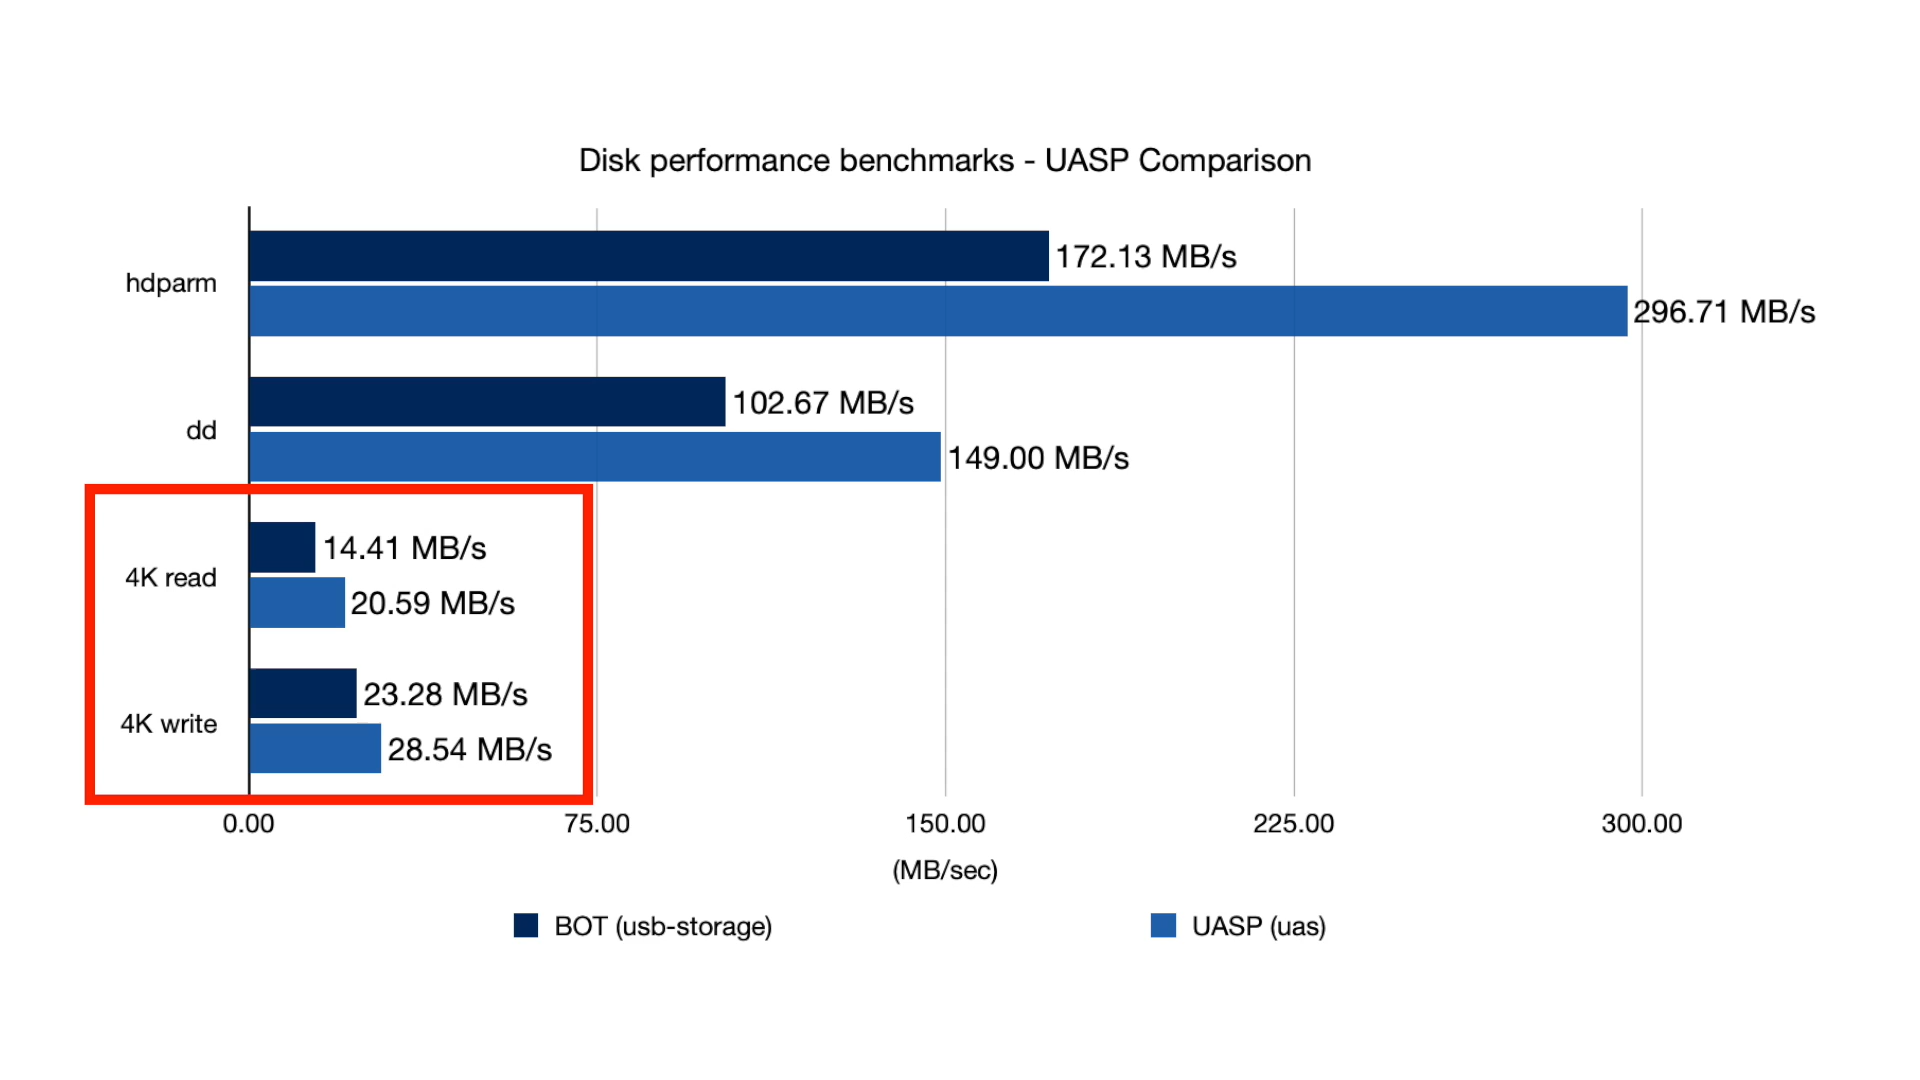 Disk performance benchmarks - UASP Comparison
hdparm
172.13 MB/s
296.71 MB/s
dd
102.67 MB/s
149.00 MB/s
4K read
14.41 MB/s
20.59 MB/s
4K write
23.28 MB/s
28.54 MB/s
0.00 75.00 150.00 225.00 300.00
(MB/sec)
BOT (usb-storage) UASP (uas)